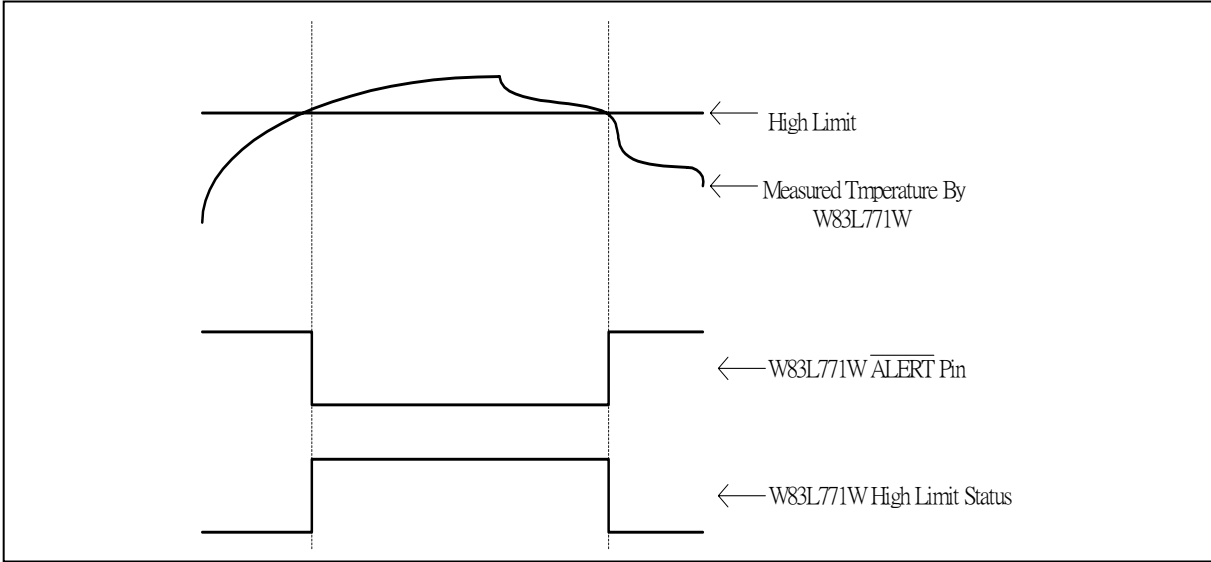 High Limit
Measured Tmperature By
W83L771W
W83L771W ALERT Pin
W83L771W High Limit Status